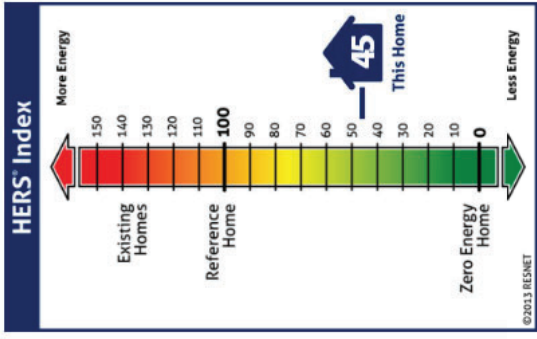 HERS® Index
More Energy
150
140
Existing
Homes
130
120
110
Reference
Home
100
90
80
70
60
50
45
This Home
40
30
20
10
Zero Energy
Home
0
Less Energy
©2013 RESNET